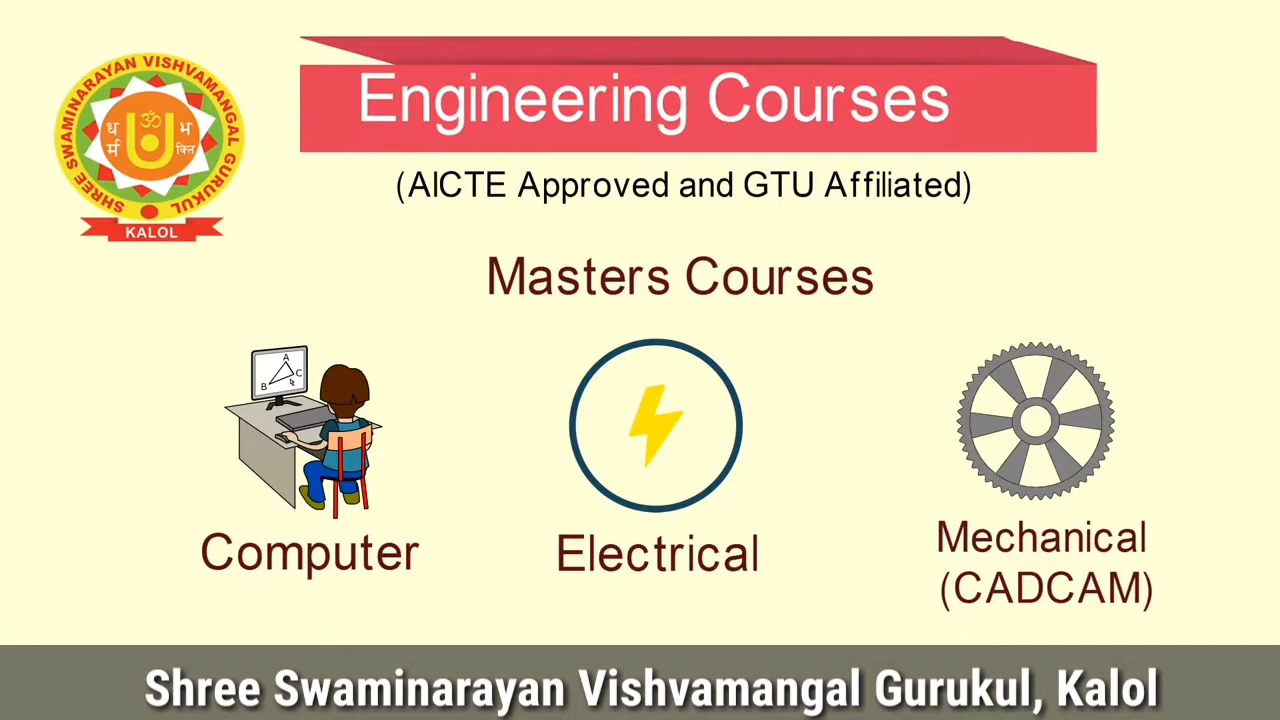 SHREE SWAMINARAYAN VISHVAMANGAL GURUKUL
ॐ
ध भ
र्म क्ति
KALOL
Engineering Courses
(AICTE Approved and GTU Affiliated)
Masters Courses
A
B C
Computer
Electrical
Mechanical
(CADCAM)
Shree Swaminarayan Vishvamangal Gurukul, Kalol